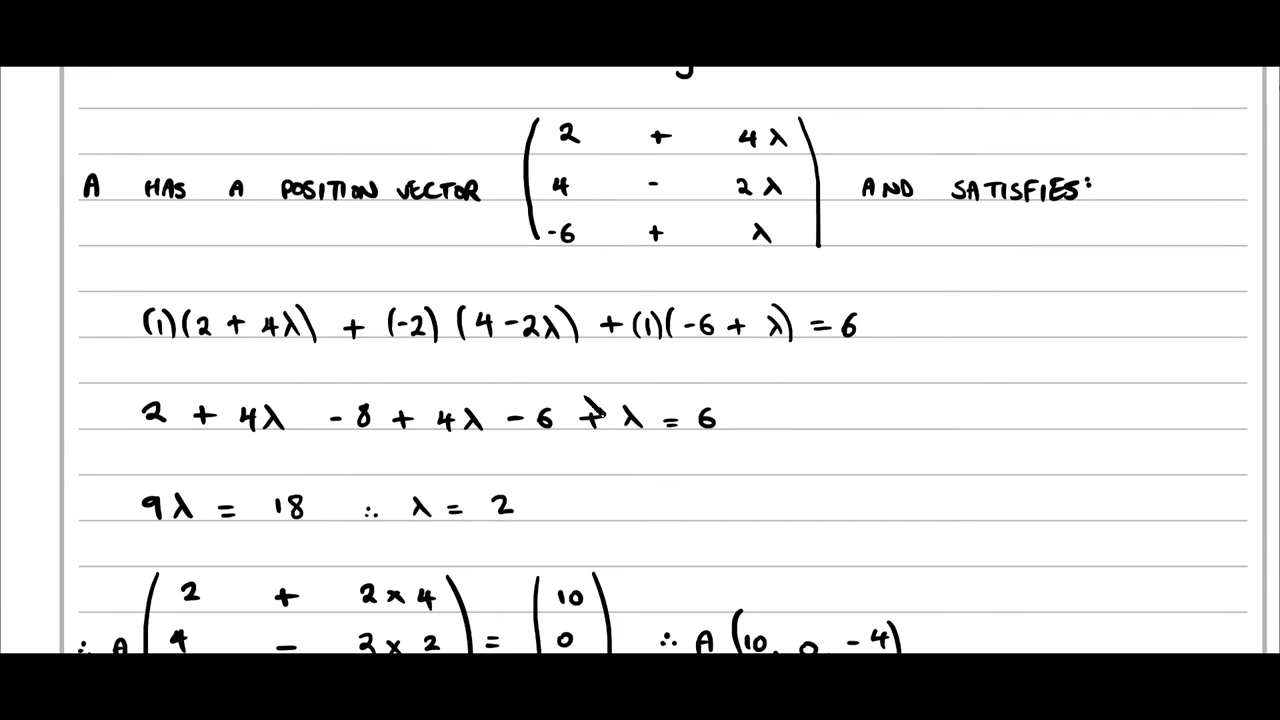 2 + 4λ
A HAS A POSITION VECTOR 4 - 2λ AND SATISFIES:
-6 + λ
(1)(2 + 4λ) + (-2)(4-2λ) + (1)(-6 + λ) = 6
2 + 4λ - 8 + 4λ - 6 + λ = 6
9λ = 18 ∴ λ = 2
2 + 2×4 10
∴ A 4 - 2×2 = 0 ∴ A(10, 0, -4)